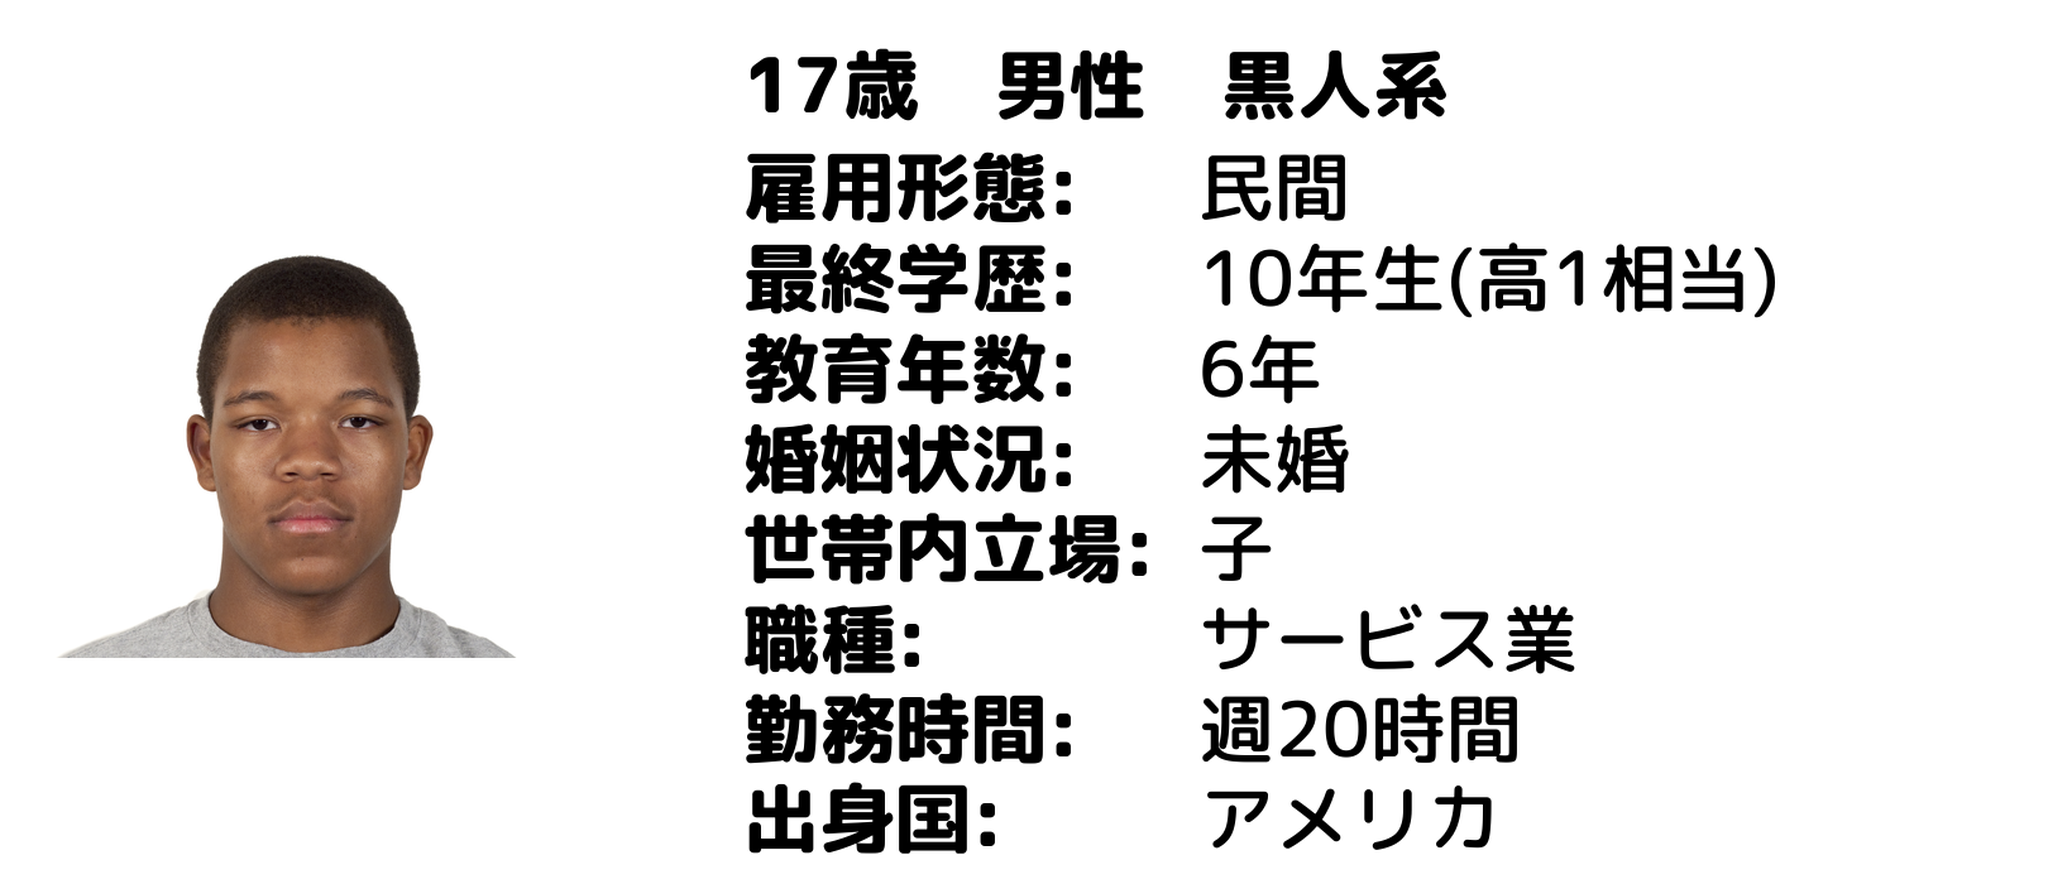 17歳　男性　黒人系
雇用形態:　民間
最終学歴:　10年生(高1相当)
教育年数:　6年
婚姻状況:　未婚
世帯内立場:　子
職種:　サービス業
勤務時間:　週20時間
出身国:　アメリカ